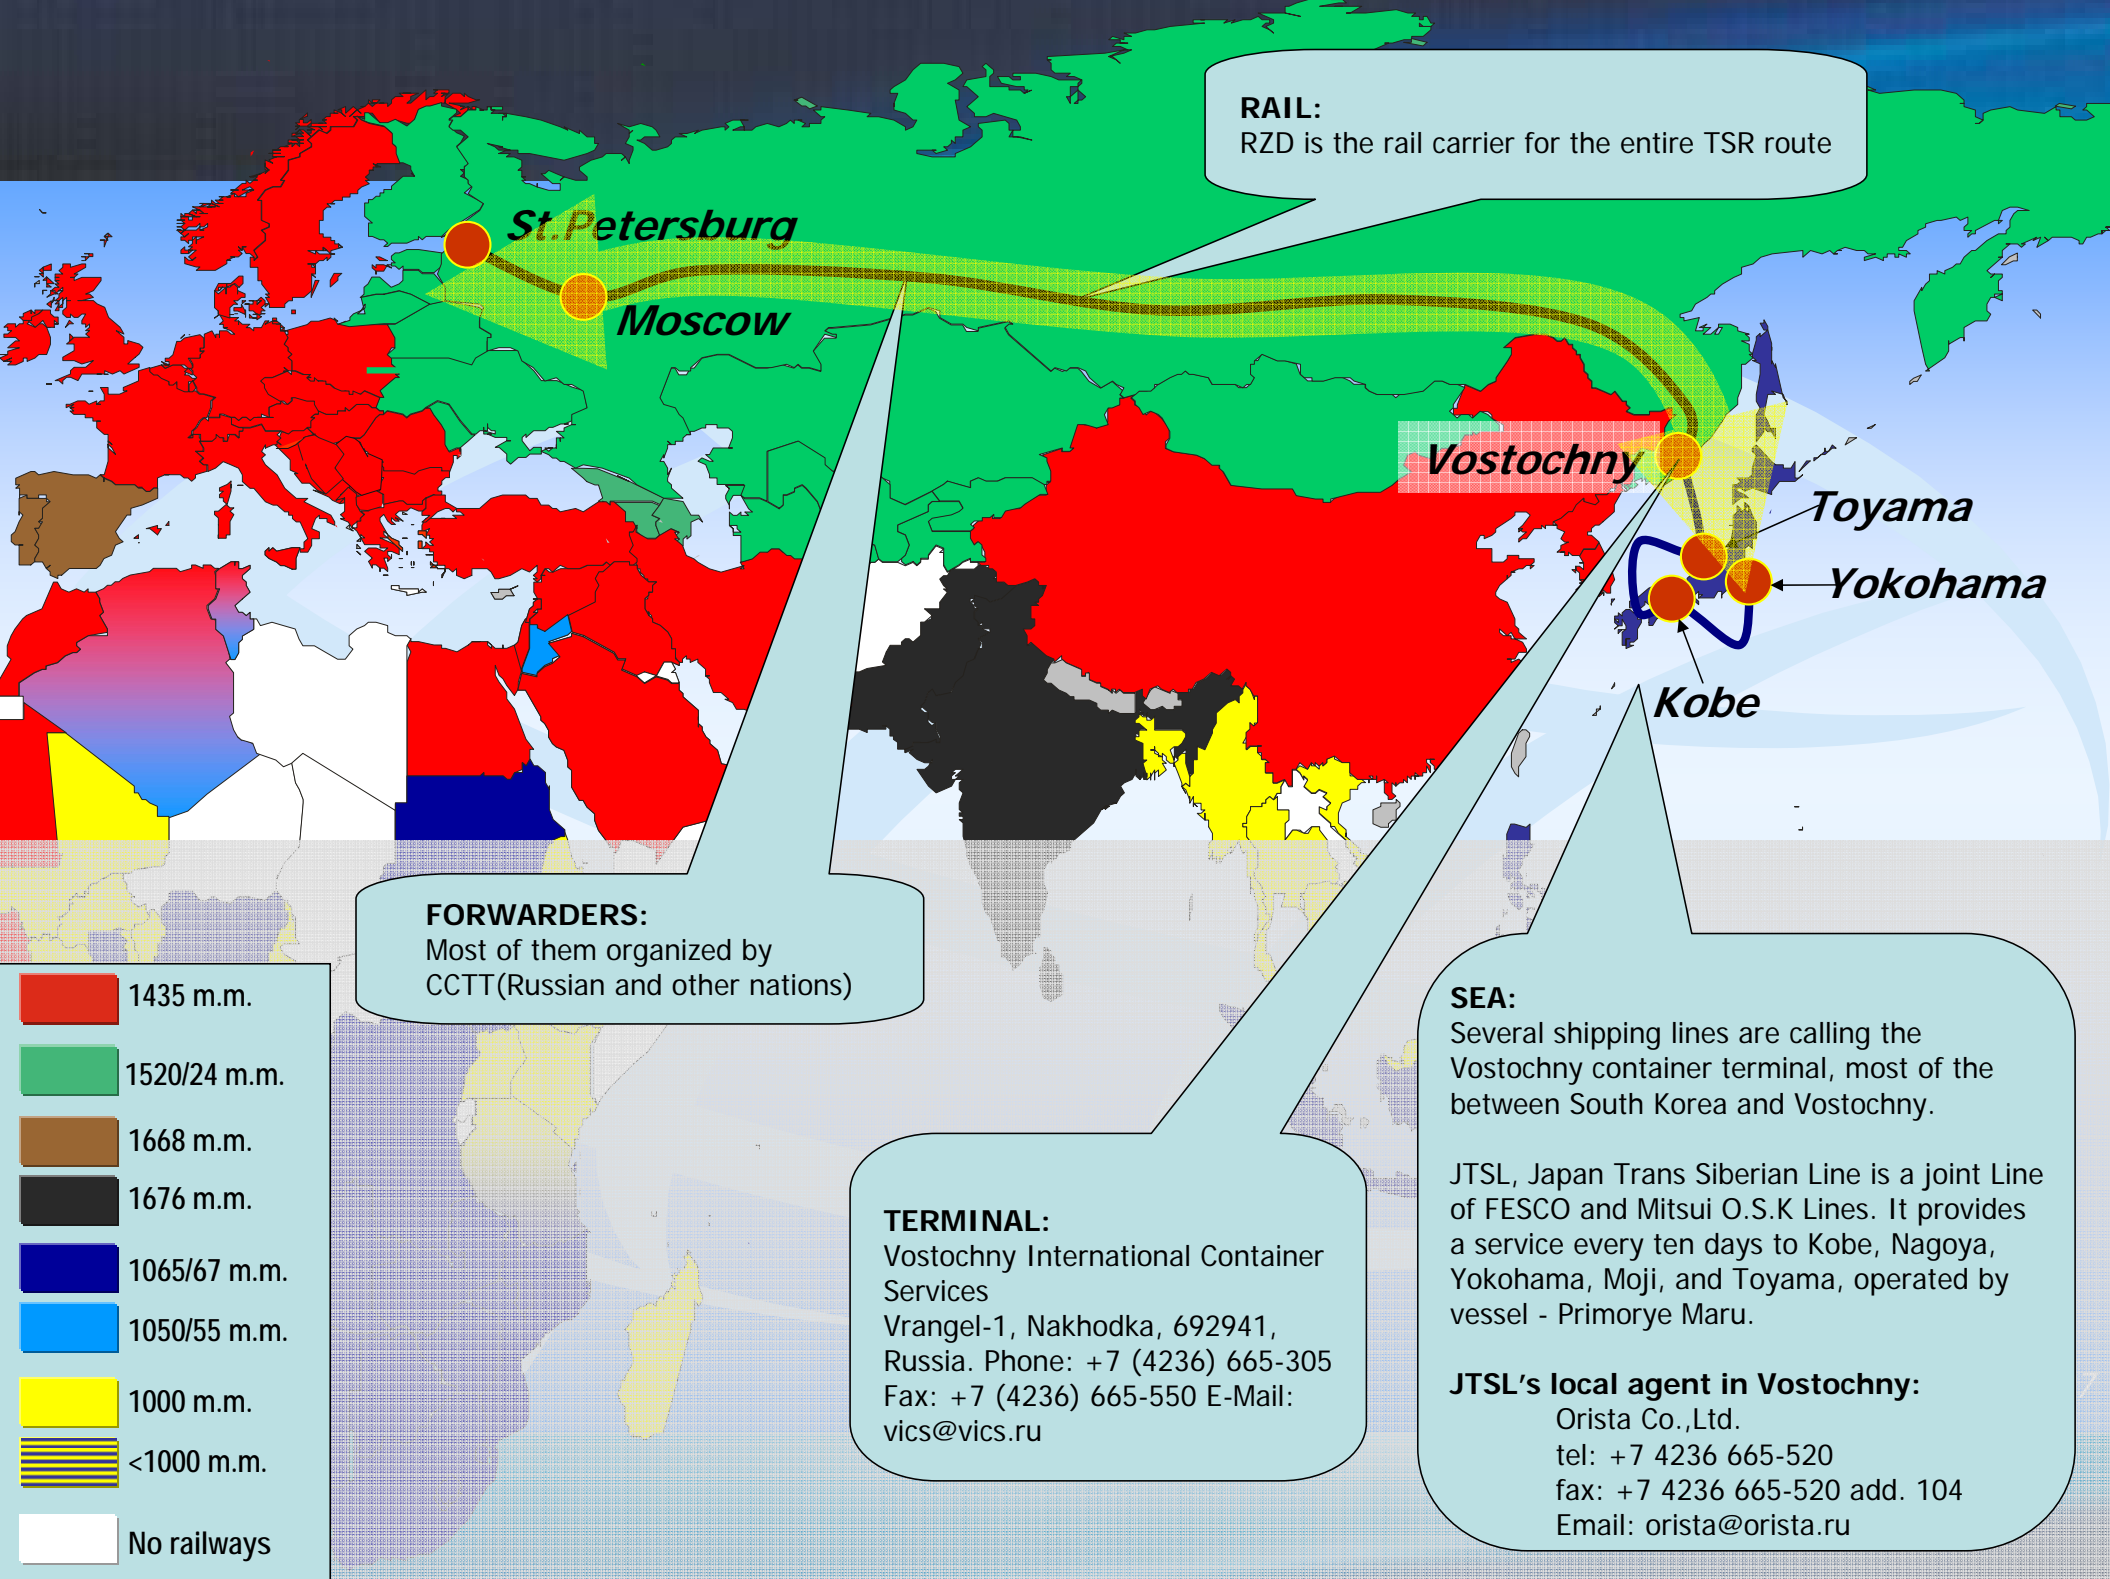 RAIL:
RZD is the rail carrier for the entire TSR route
St.Petersburg
Moscow
Vostochny
Toyama
Yokohama
Kobe
FORWARDERS:
Most of them organized by
CCTT(Russian and other nations)
1435 m.m.
1520/24 m.m.
1668 m.m.
1676 m.m.
1065/67 m.m.
1050/55 m.m.
1000 m.m.
<1000 m.m.
No railways
TERMINAL:
Vostochny International Container
Services
Vrangel-1, Nakhodka, 692941,
Russia. Phone: +7 (4236) 665-305
Fax: +7 (4236) 665-550 E-Mail:
vics@vics.ru
SEA:
Several shipping lines are calling the
Vostochny container terminal, most of the
between South Korea and Vostochny.
JTSL, Japan Trans Siberian Line is a joint Line
of FESCO and Mitsui O.S.K Lines. It provides
a service every ten days to Kobe, Nagoya,
Yokohama, Moji, and Toyama, operated by
vessel - Primorye Maru.
JTSL’s local agent in Vostochny:
Orista Co.,Ltd.
tel: +7 4236 665-520
fax: +7 4236 665-520 add. 104
Email: orista@orista.ru
7